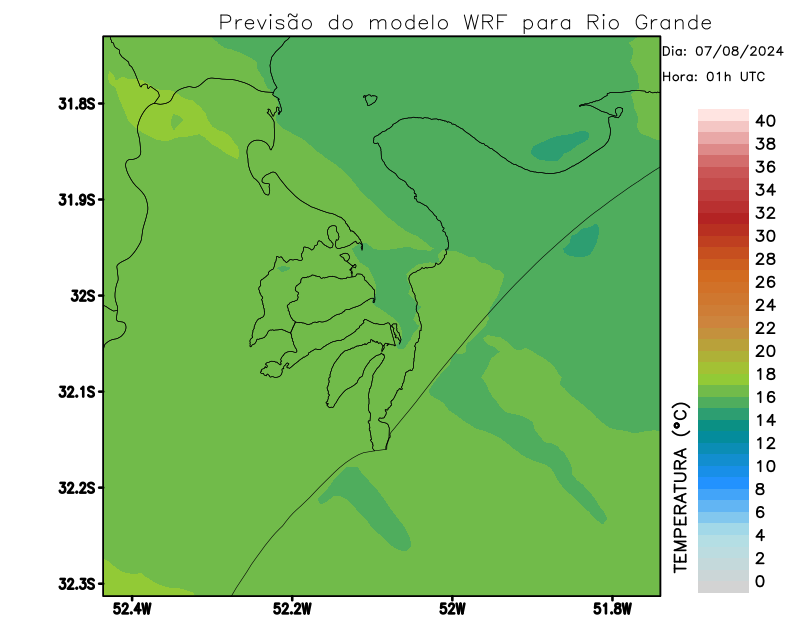 Previsão do modelo WRF para Rio Grande
Dia: 07/08/2024
Hora: 01h UTC
31.8S
31.9S
32S
32.1S
32.2S
32.3S
52.4W
52.2W
52W
51.8W
TEMPERATURA (°C)
40
38
36
34
32
30
28
26
24
22
20
18
16
14
12
10
8
6
4
2
0